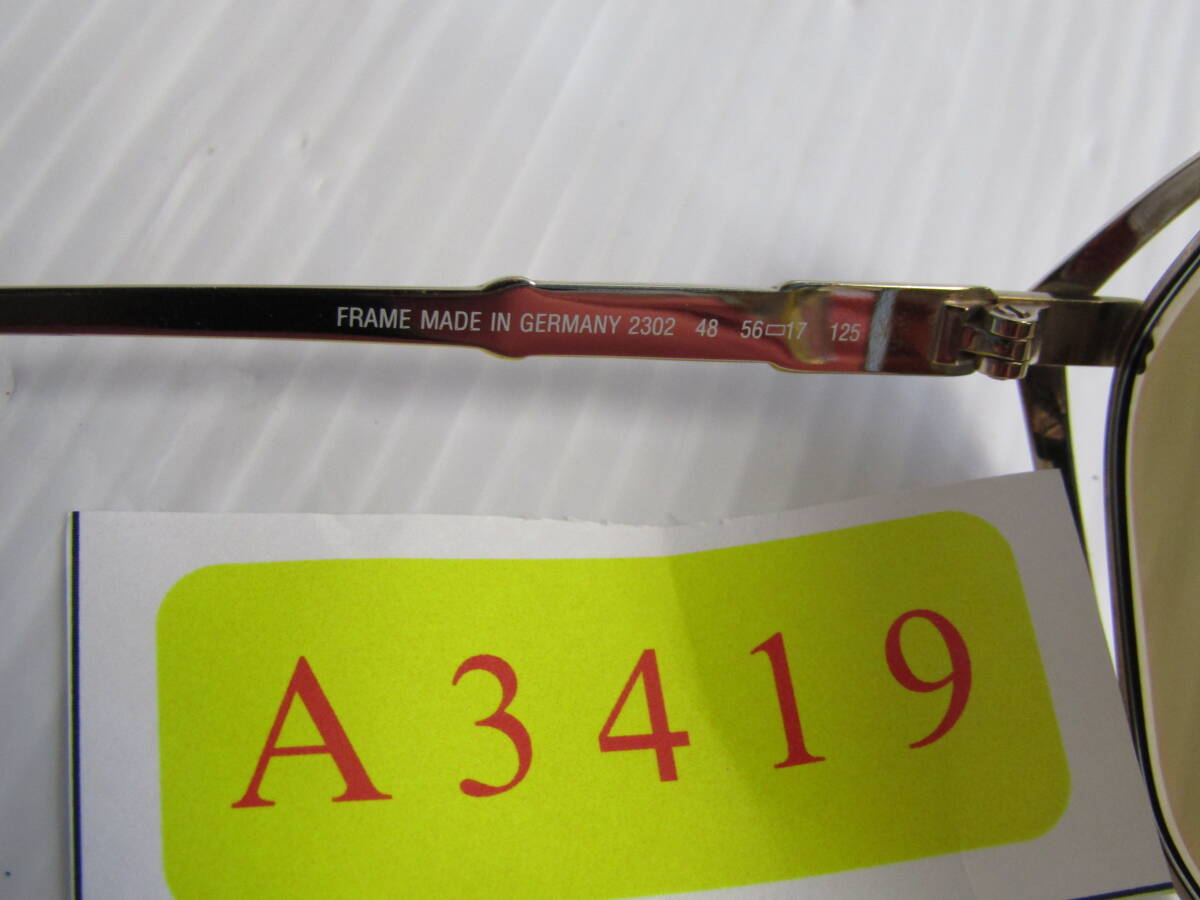 FRAME MADE IN GERMANY 2302 48 56▭17 125
A3419